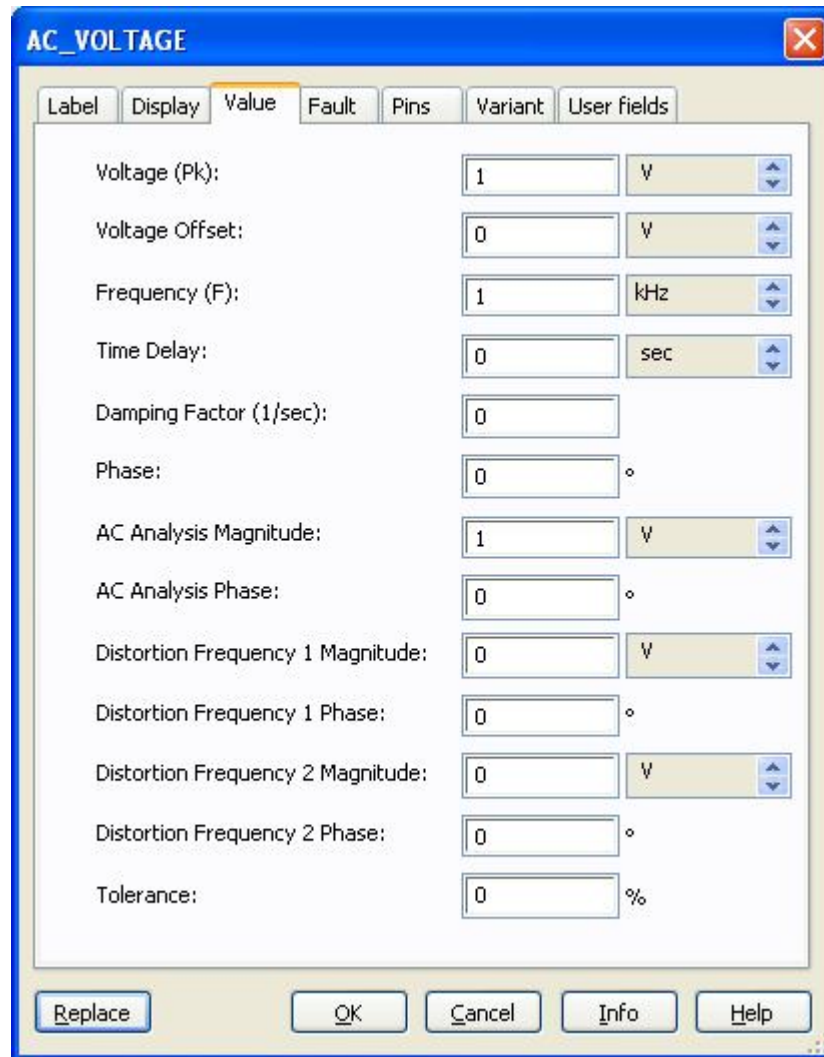 AC_VOLTAGE
Label Display Value Fault Pins Variant User fields
Voltage (Pk): 1 V
Voltage Offset: 0 V
Frequency (F): 1 kHz
Time Delay: 0 sec
Damping Factor (1/sec): 0
Phase: 0 °
AC Analysis Magnitude: 1 V
AC Analysis Phase: 0 °
Distortion Frequency 1 Magnitude: 0 V
Distortion Frequency 1 Phase: 0 °
Distortion Frequency 2 Magnitude: 0 V
Distortion Frequency 2 Phase: 0 °
Tolerance: 0 %
Replace OK Cancel Info Help